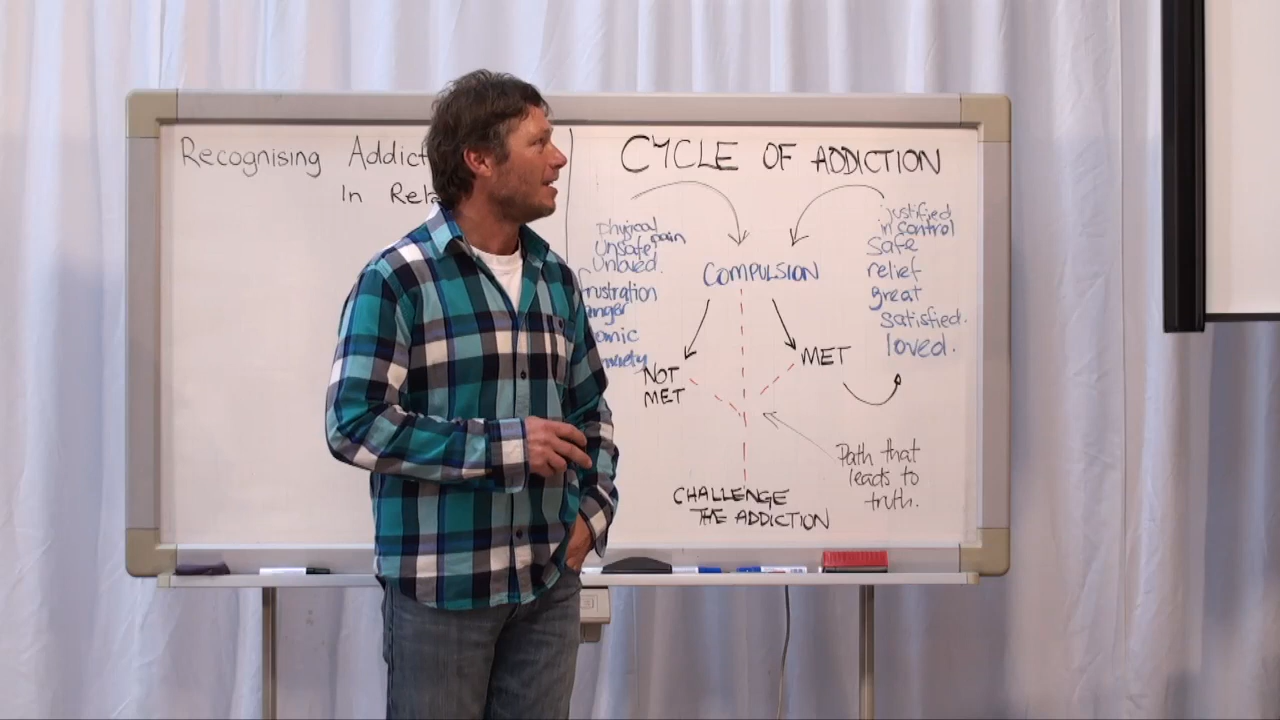 Recognising Addict
In Rela
CYCLE OF ADDICTION
physical
pain
Unsafe
Unloved.
frustration
anger
panic
anxiety
COMPULSION
justified
in control
Safe
relief
great
satisfied.
loved.
NOT
MET
MET
Path that
leads to
truth.
CHALLENGE
THE ADDICTION